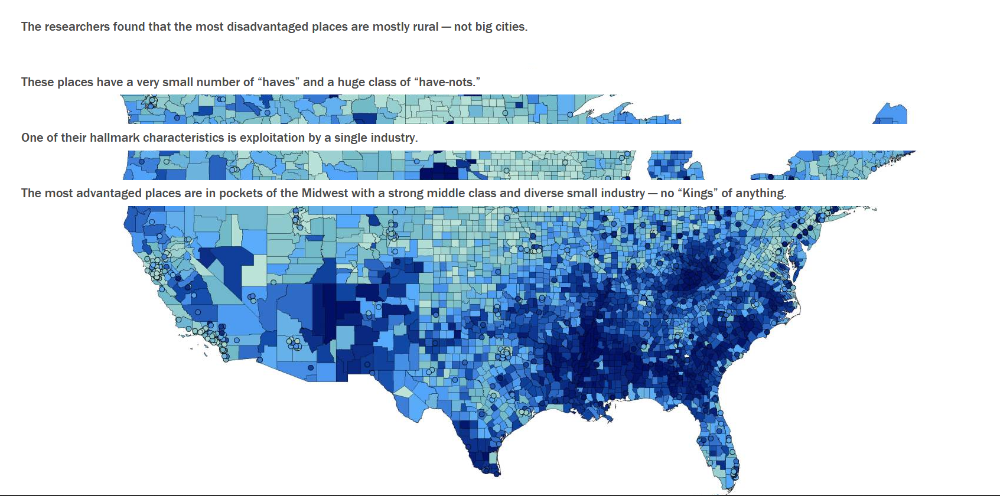 The researchers found that the most disadvantaged places are mostly rural — not big cities.
These places have a very small number of “haves” and a huge class of “have-nots.”
One of their hallmark characteristics is exploitation by a single industry.
The most advantaged places are in pockets of the Midwest with a strong middle class and diverse small industry — no “Kings” of anything.